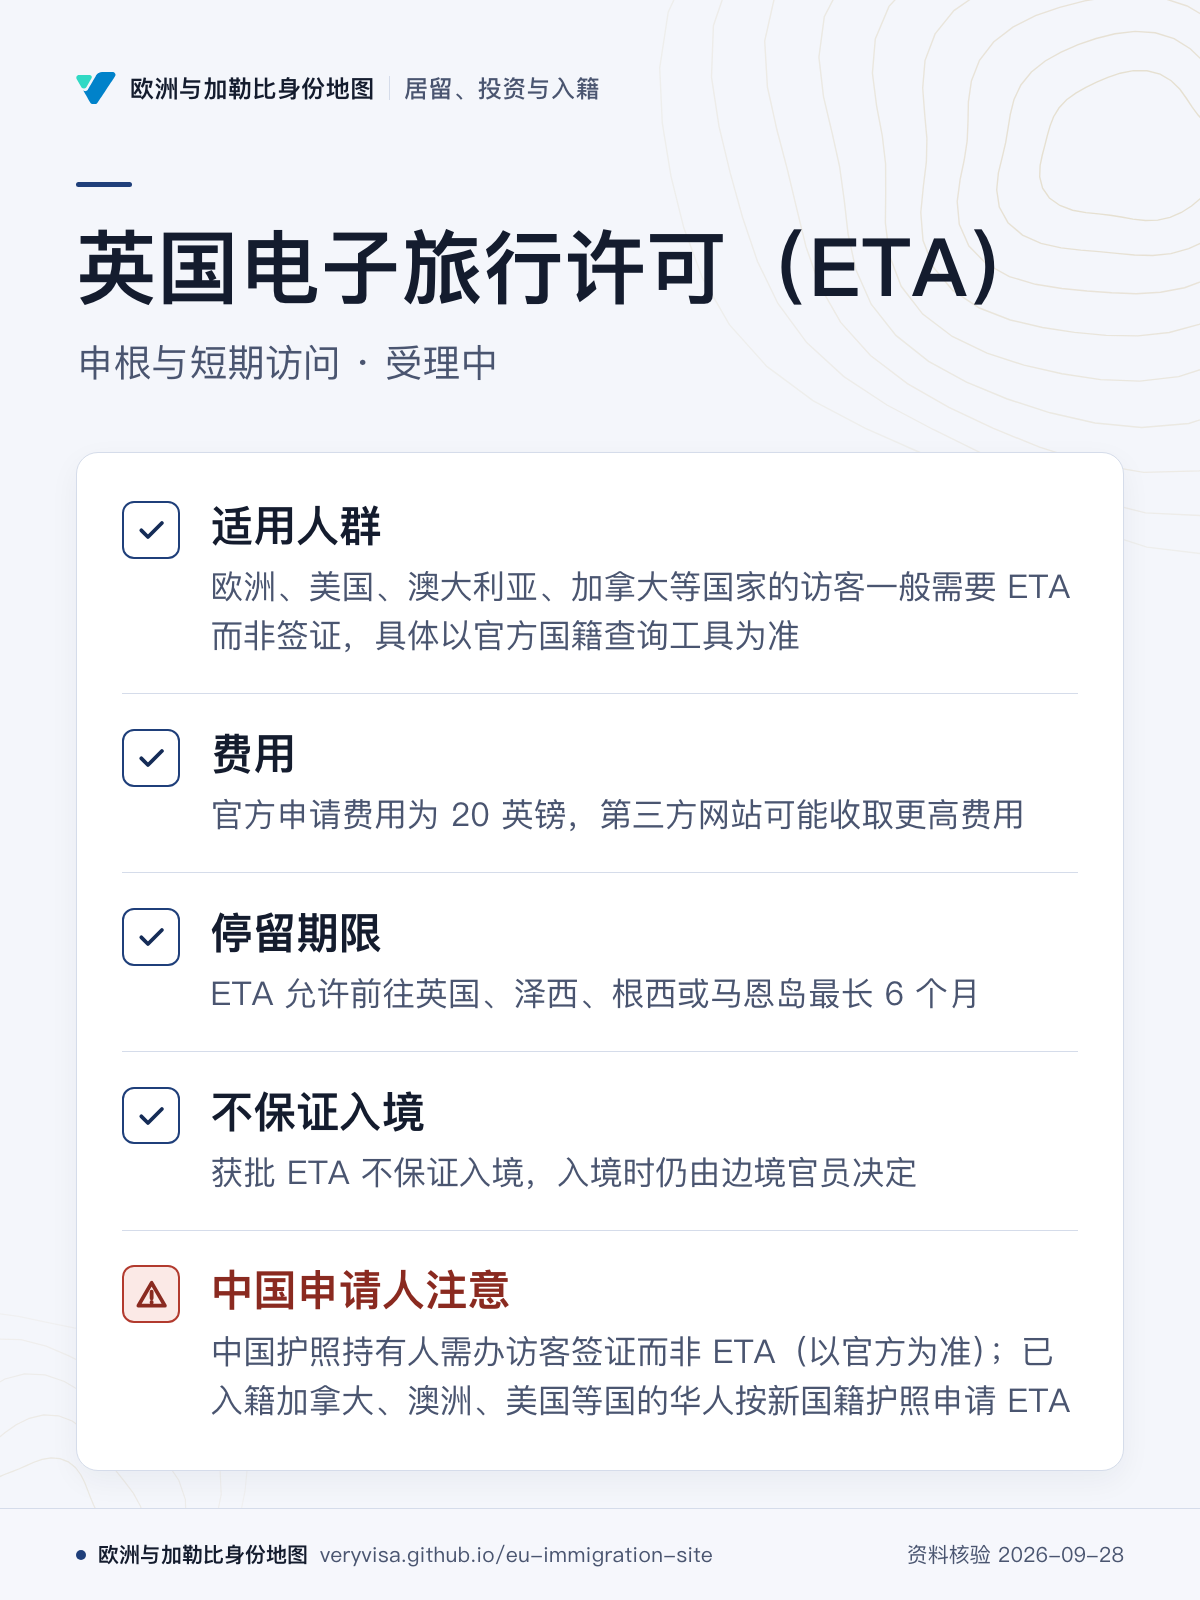 欧洲与加勒比身份地图 居留、投资与入籍
英国电子旅行许可（ETA）
申根与短期访问 · 受理中
适用人群
欧洲、美国、澳大利亚、加拿大等国家的访客一般需要 ETA
而非签证，具体以官方国籍查询工具为准
费用
官方申请费用为 20 英镑，第三方网站可能收取更高费用
停留期限
ETA 允许前往英国、泽西、根西或马恩岛最长 6 个月
不保证入境
获批 ETA 不保证入境，入境时仍由边境官员决定
中国申请人注意
中国护照持有人需办访客签证而非 ETA（以官方为准）；已
入籍加拿大、澳洲、美国等国的华人按新国籍护照申请 ETA
欧洲与加勒比身份地图 veryvisa.github.io/eu-immigration-site 资料核验 2026-09-28